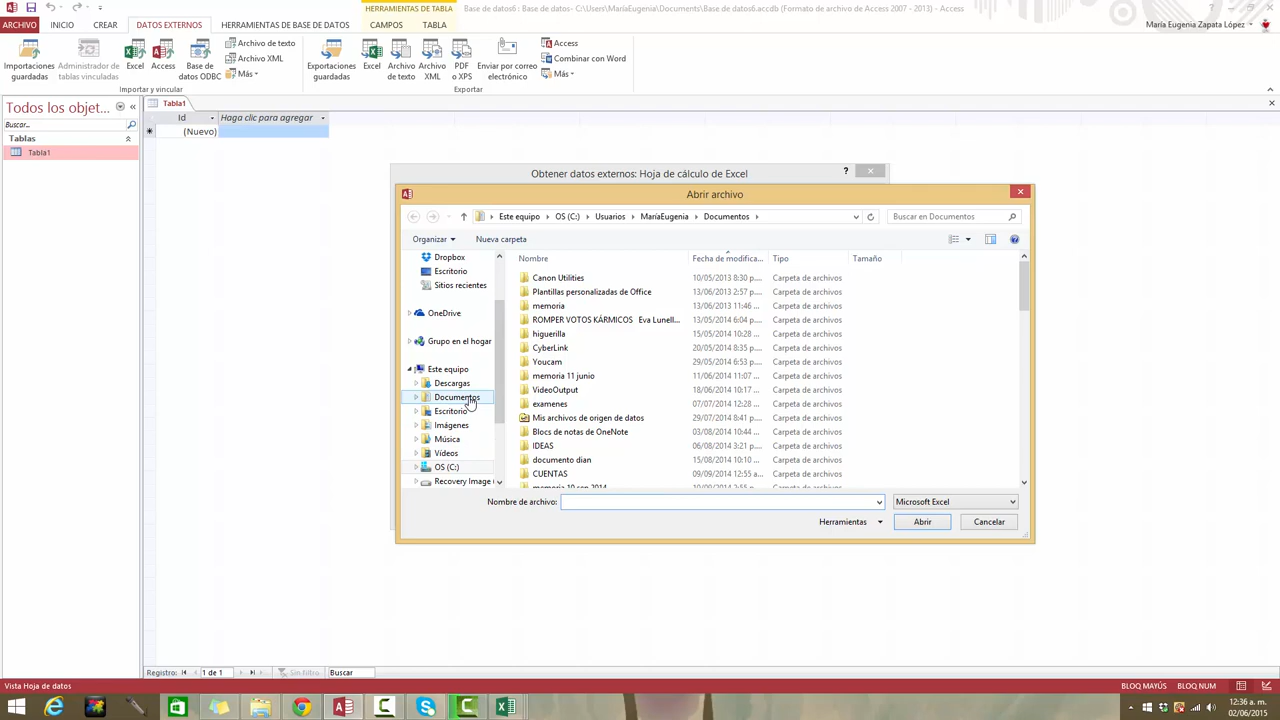 HERRAMIENTAS DE TABLA
Base de datos6 : Base de datos- C:\Users\MaríaEugenia\Documents\Base de datos6.accdb (Formato de archivo de Access 2007 - 2013) - Access
ARCHIVO INICIO CREAR DATOS EXTERNOS HERRAMIENTAS DE BASE DE DATOS CAMPOS TABLA
María Eugenia Zapata López
Importaciones guardadas
Administrador de tablas vinculadas
Excel
Access
Base de datos ODBC
Archivo de texto
Archivo XML
Más
Importar y vincular
Exportaciones guardadas
Excel
Archivo de texto
Archivo XML
PDF o XPS
Enviar por correo electrónico
Access
Combinar con Word
Más
Exportar
Todos los objet... «
Buscar...
Tablas
Tabla1
Tabla1
Id Haga clic para agregar
(Nuevo)
Obtener datos externos: Hoja de cálculo de Excel ?
Abrir archivo
Este equipo OS (C:) Usuarios MaríaEugenia Documentos
Buscar en Documentos
Organizar Nueva carpeta
Dropbox
Escritorio
Sitios recientes
OneDrive
Grupo en el hogar
Este equipo
Descargas
Documentos
Escritorio
Imágenes
Música
Vídeos
OS (C:)
Recovery Image (
Nombre Fecha de modifica... Tipo Tamaño
Canon Utilities 10/05/2013 8:30 p.... Carpeta de archivos
Plantillas personalizadas de Office 13/06/2013 2:57 p.... Carpeta de archivos
memoria 13/06/2013 11:46 ... Carpeta de archivos
ROMPER VOTOS KÁRMICOS Eva Lunell... 13/05/2014 6:04 p.... Carpeta de archivos
higuerilla 15/05/2014 10:28 ... Carpeta de archivos
CyberLink 20/05/2014 8:35 p.... Carpeta de archivos
Youcam 29/05/2014 6:53 p.... Carpeta de archivos
memoria 11 junio 11/06/2014 11:07 ... Carpeta de archivos
VideoOutput 18/06/2014 10:17 ... Carpeta de archivos
examenes 07/07/2014 12:28 ... Carpeta de archivos
Mis archivos de origen de datos 29/07/2014 8:41 p.... Carpeta de archivos
Blocs de notas de OneNote 03/08/2014 10:44 ... Carpeta de archivos
IDEAS 06/08/2014 3:21 p.... Carpeta de archivos
documento dian 15/08/2014 10:10 ... Carpeta de archivos
CUENTAS 09/09/2014 12:55 a... Carpeta de archivos
memoria 10 sep 2014 10/09/2014 2:55 p.... Carpeta de archivos
Nombre de archivo: Microsoft Excel
Herramientas Abrir Cancelar
Registro: 1 de 1 Sin filtro Buscar
Vista Hoja de datos BLOQ MAYÚS BLOQ NUM
12:36 a. m.
02/06/2015